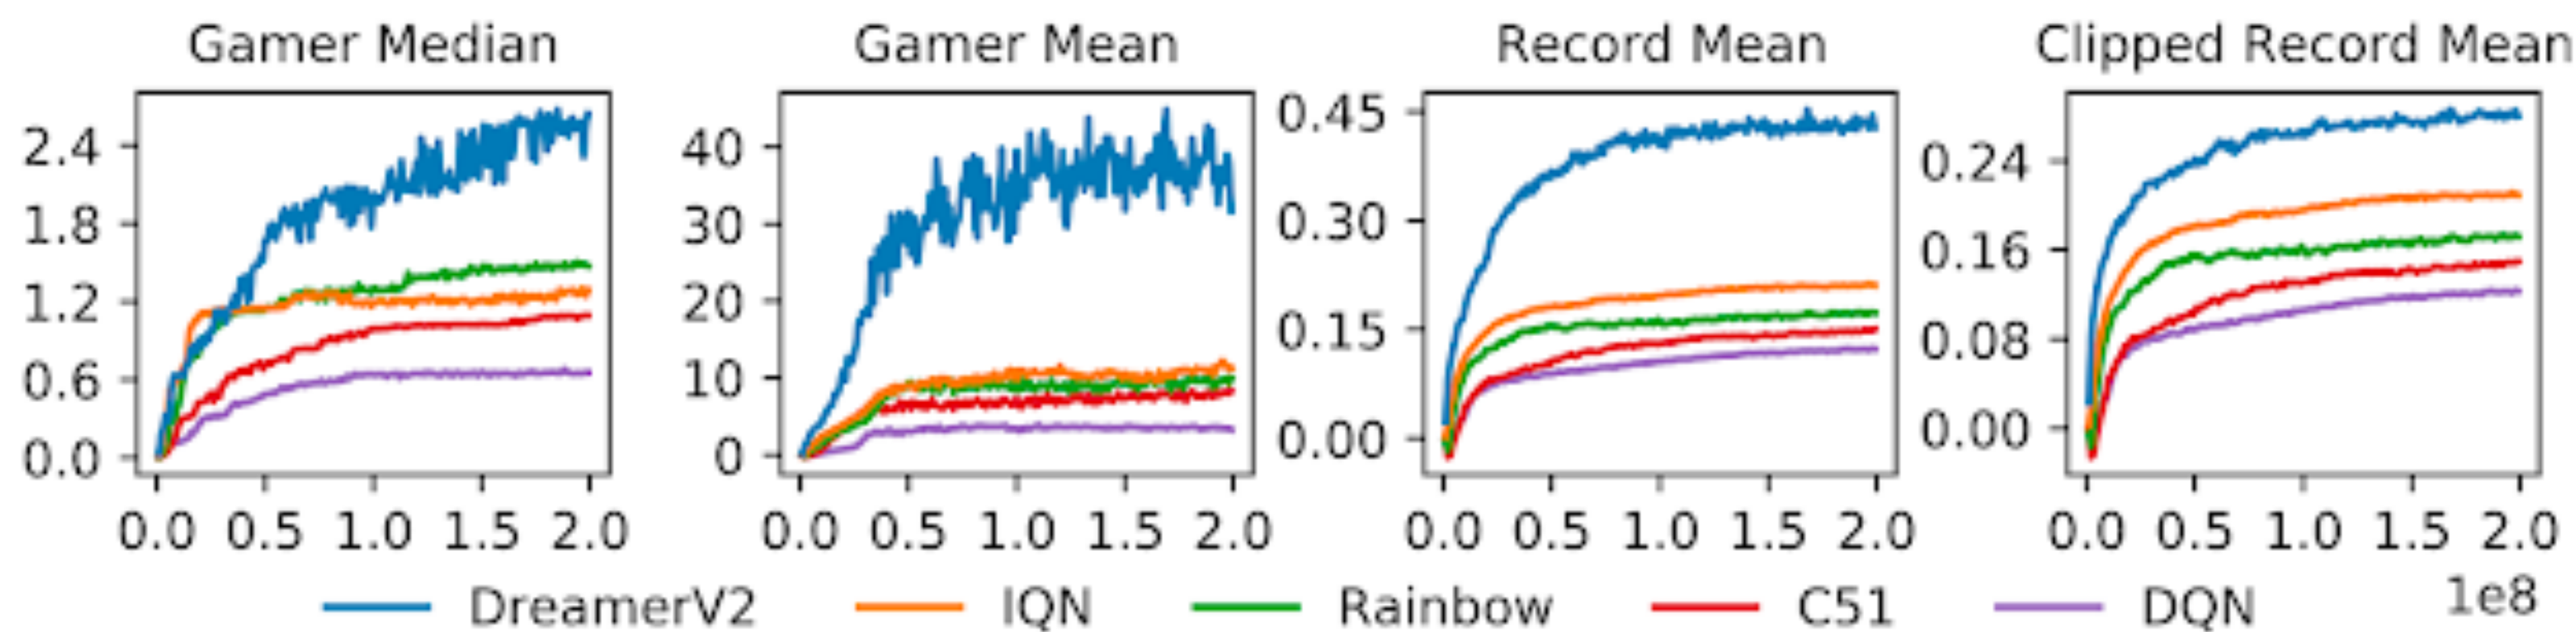 Gamer Median Gamer Mean Record Mean Clipped Record Mean
2.4 40 0.45 0.24
1.8 30 0.30 0.16
1.2 20 0.15 0.08
0.6 10 0.00 0.00
0.0 0
0.0 0.5 1.0 1.5 2.0 0.0 0.5 1.0 1.5 2.0 0.0 0.5 1.0 1.5 2.0 0.0 0.5 1.0 1.5 2.0
DreamerV2 IQN Rainbow C51 DQN 1e8